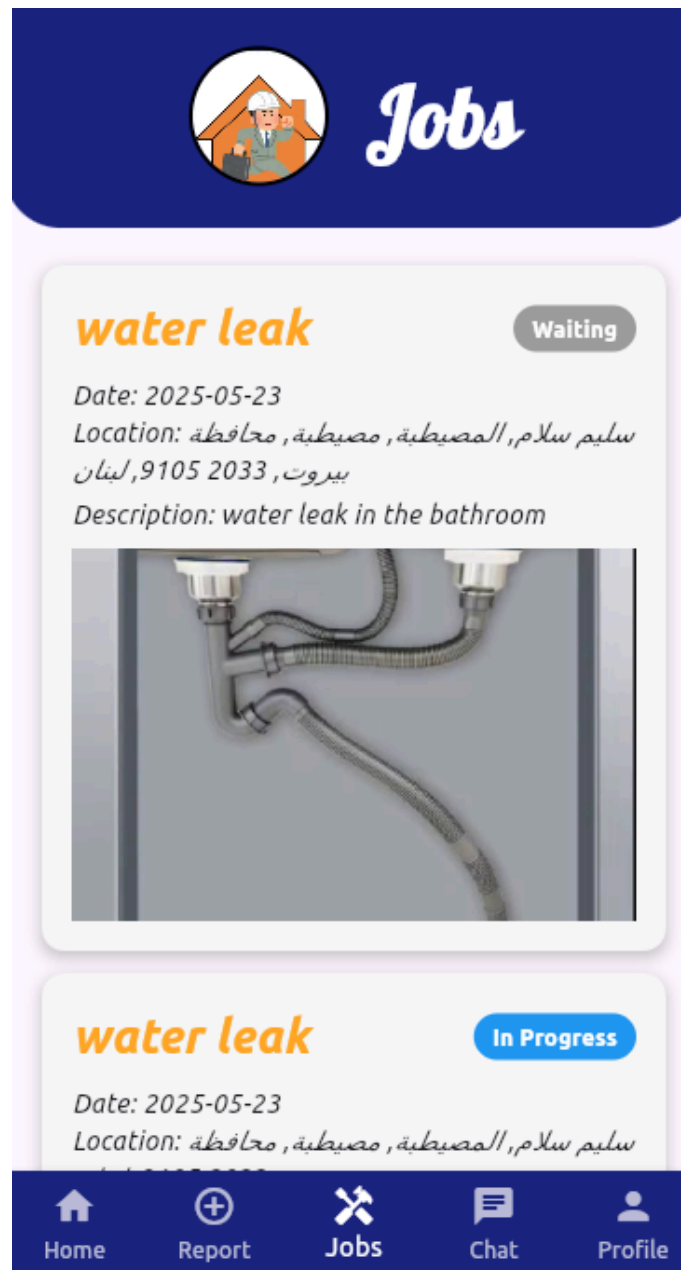 Jobs
water leak
Waiting
Date: 2025-05-23
Location: سليم سلام, المصيطبة, مصيطبة, محافظة
بيروت, 2033 9105, لبنان
Description: water leak in the bathroom
water leak
In Progress
Date: 2025-05-23
Location: سليم سلام, المصيطبة, مصيطبة, محافظة
Home
Report
Jobs
Chat
Profile